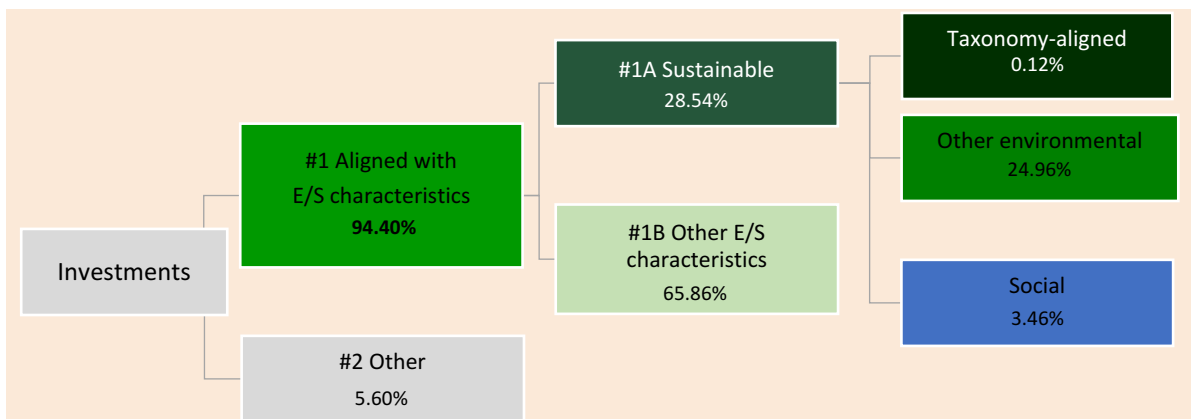 Investments
#1 Aligned with
E/S characteristics
94.40%
#2 Other
5.60%
#1A Sustainable
28.54%
#1B Other E/S
characteristics
65.86%
Taxonomy-aligned
0.12%
Other environmental
24.96%
Social
3.46%